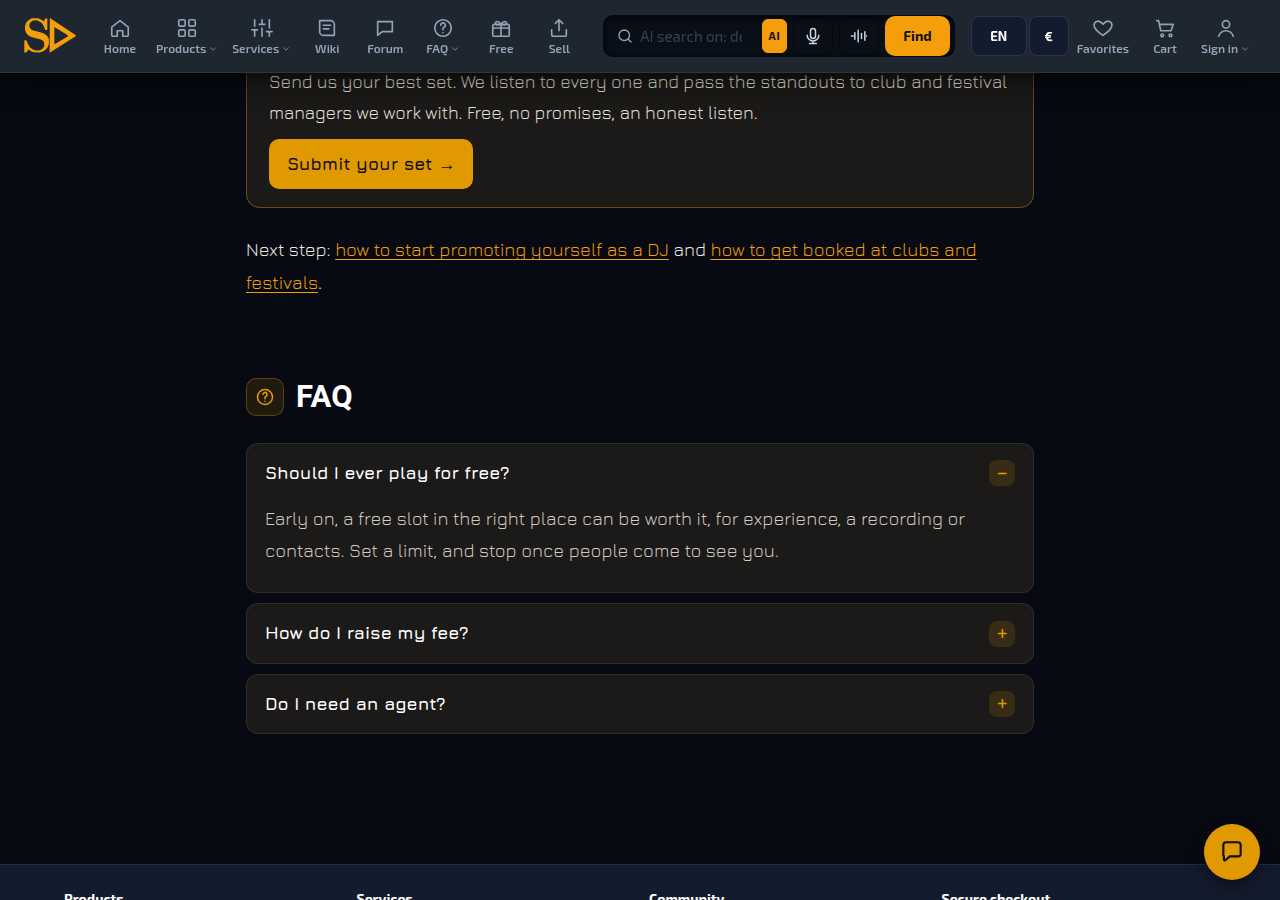 Home
Products
Services
Wiki
Forum
FAQ
Free
Sell
AI search on:
AI
Find
EN
€
Favorites
Cart
Sign in
Send us your best set. We listen to every one and pass the standouts to club and festival
managers we work with. Free, no promises, an honest listen.
Submit your set →
Next step: how to start promoting yourself as a DJ and how to get booked at clubs and
festivals.
FAQ
Should I ever play for free?
−
Early on, a free slot in the right place can be worth it, for experience, a recording or
contacts. Set a limit, and stop once people come to see you.
How do I raise my fee?
+
Do I need an agent?
+
Products
Services
Community
Secure checkout